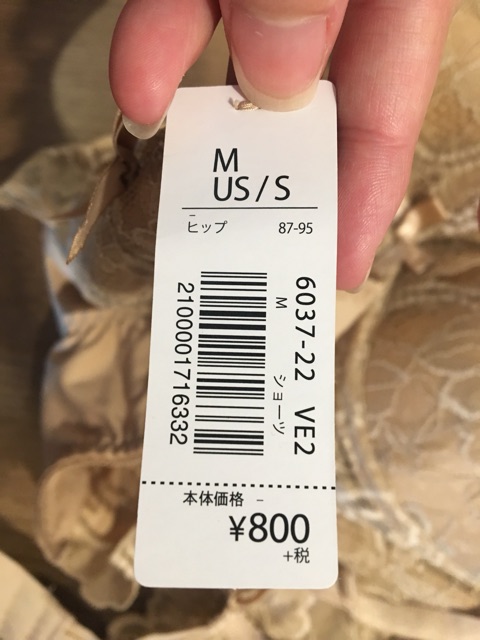 M
US/S
ヒップ 87-95
6037-22 VE2
M ショーツ
2100001716332
本体価格
¥800
+税